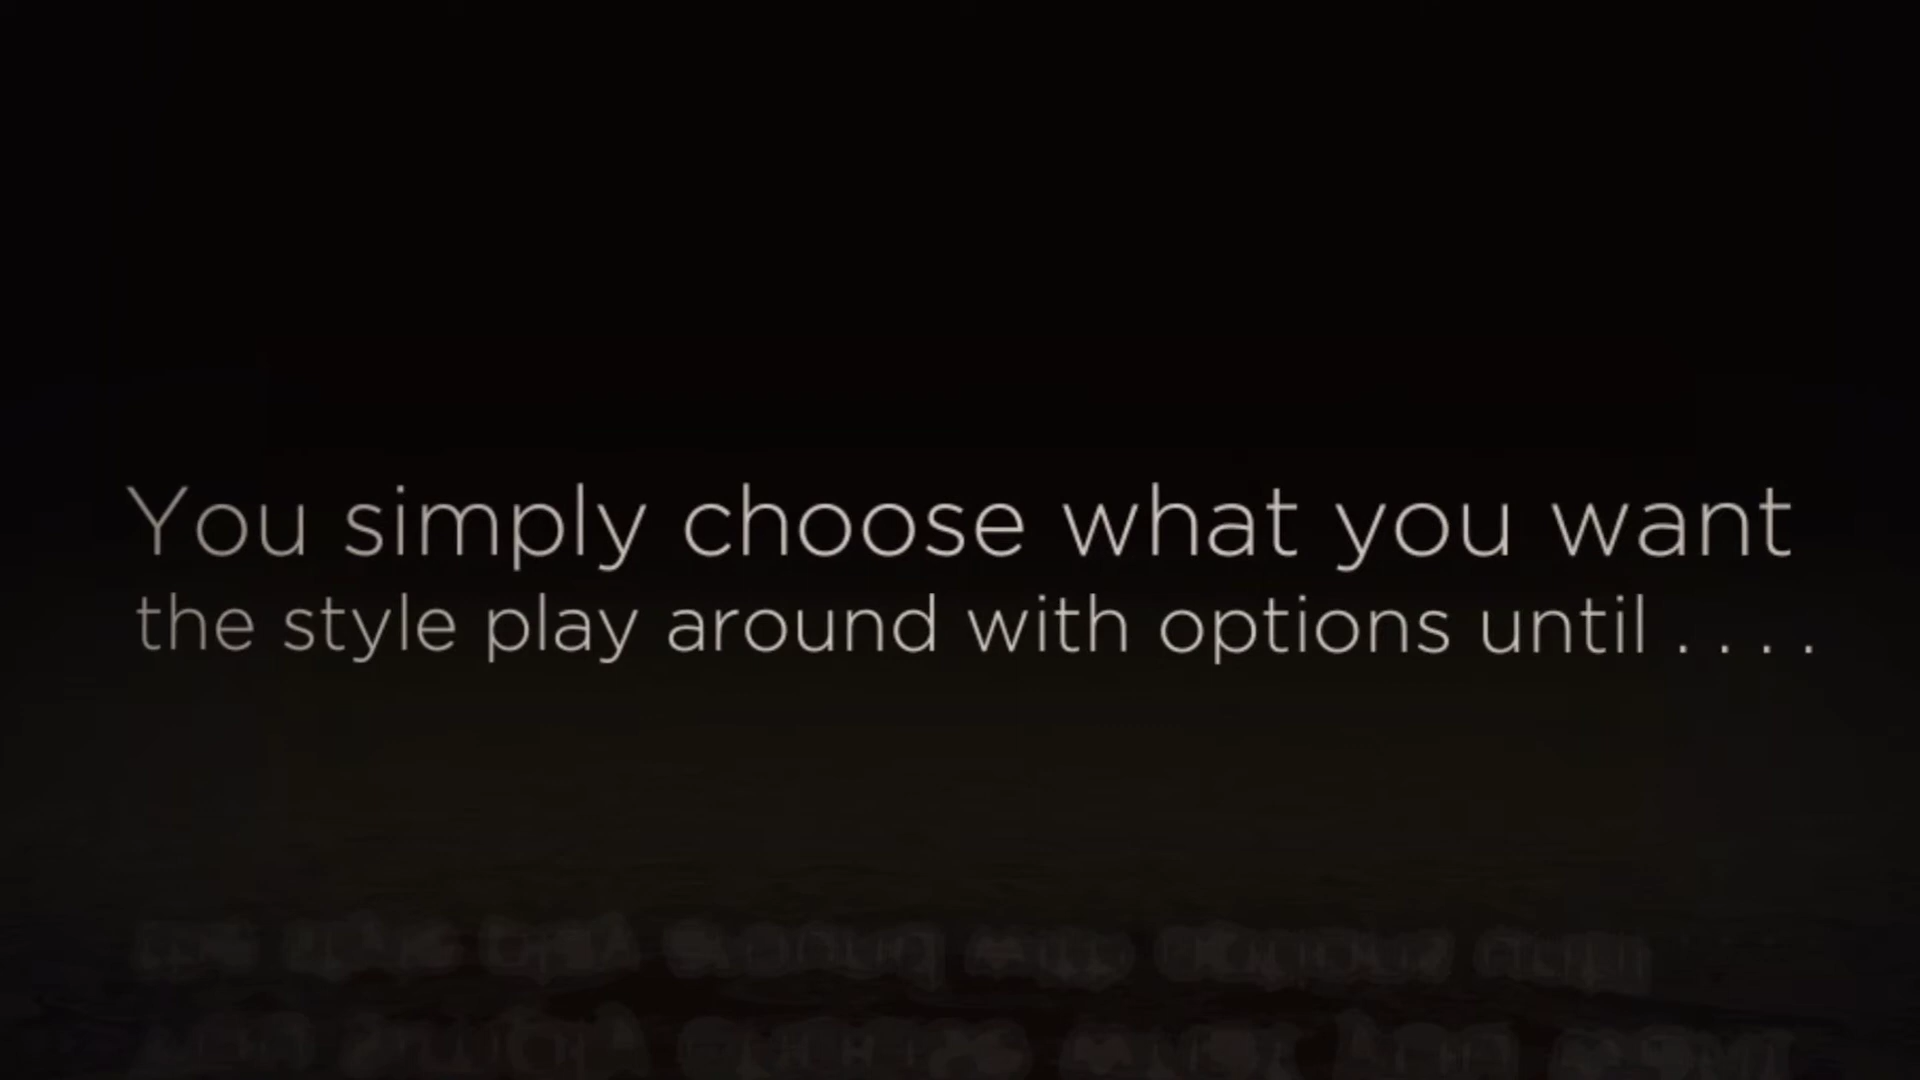 You simply choose what you want
the style play around with options until . . . .